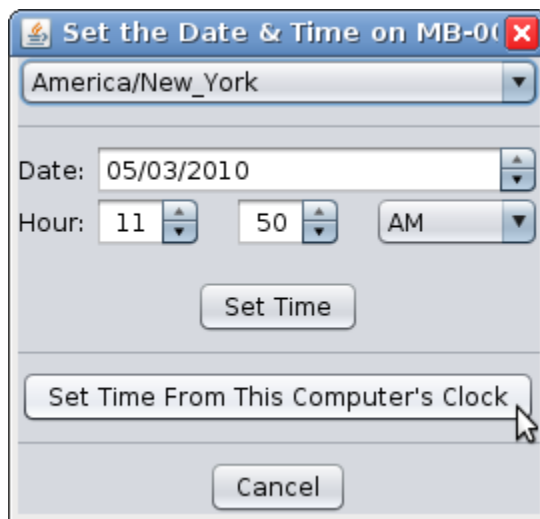 Set the Date & Time on MB-00
America/New_York
Date: 05/03/2010
Hour: 11 50 AM
Set Time
Set Time From This Computer's Clock
Cancel